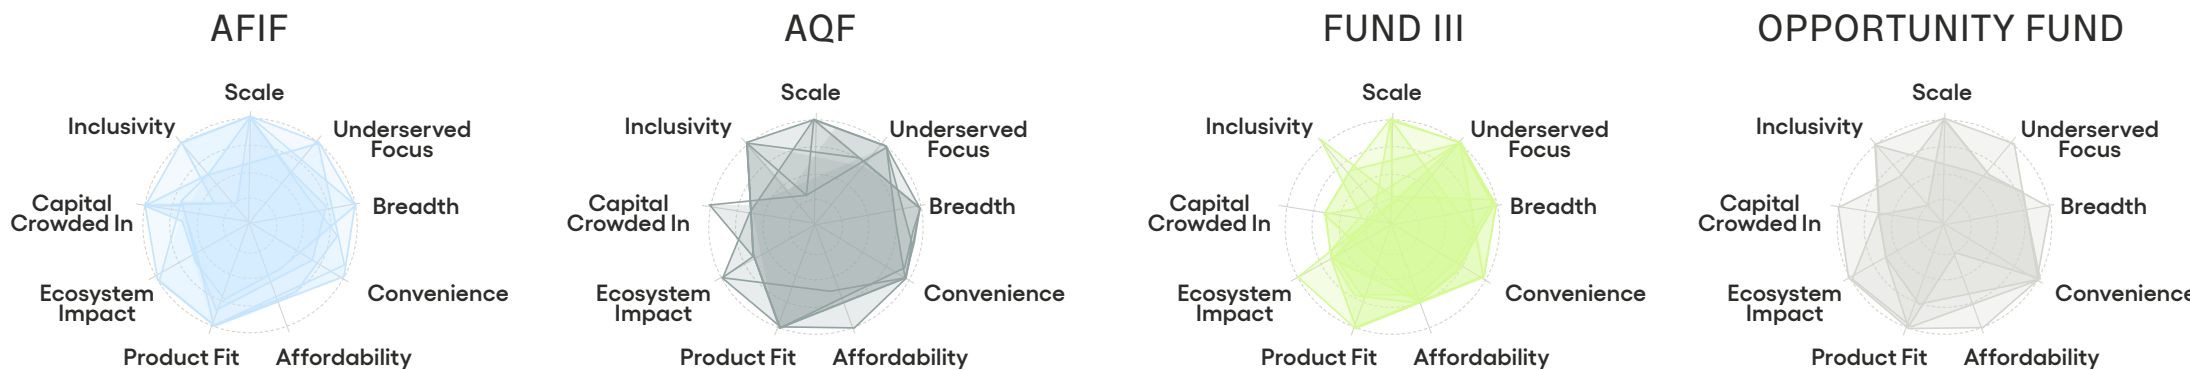 AFIF
Scale
Inclusivity
Underserved
Focus
Capital
Crowded In
Breadth
Ecosystem
Impact
Convenience
Product Fit
Affordability
AQF
Scale
Inclusivity
Underserved
Focus
Capital
Crowded In
Breadth
Ecosystem
Impact
Convenience
Product Fit
Affordability
FUND III
Scale
Inclusivity
Underserved
Focus
Capital
Crowded In
Breadth
Ecosystem
Impact
Convenience
Product Fit
Affordability
OPPORTUNITY FUND
Scale
Inclusivity
Underserved
Focus
Capital
Crowded In
Breadth
Ecosystem
Impact
Convenience
Product Fit
Affordability